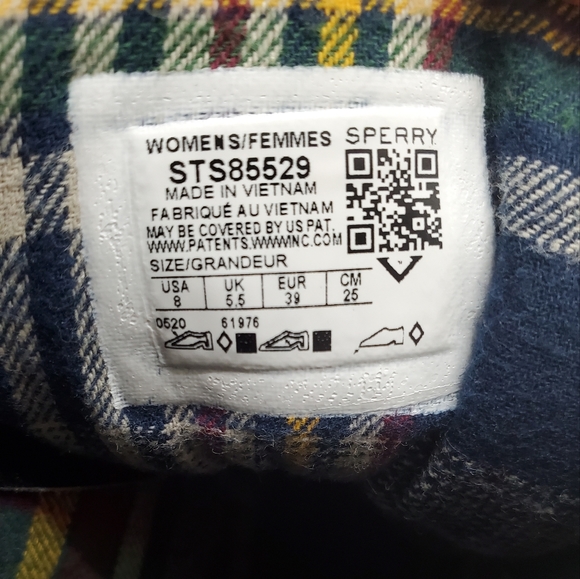 WOMENS/FEMMES SPERRY
STS85529
MADE IN VIETNAM
FABRIQUÉ AU VIETNAM
MAY BE COVERED BY US PAT.
WWW.PATENTS.WWWINC.COM
SIZE/GRANDEUR
USA UK EUR CM
8 5.5 39 25
0520 61976